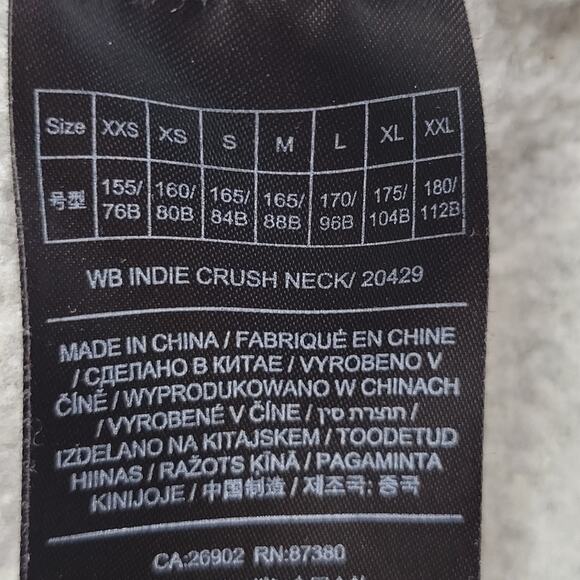 Size XXS XS S M L XL XXL
号型 155/76B 160/80B 165/84B 165/88B 170/96B 175/104B 180/112B
WB INDIE CRUSH NECK/ 20429
MADE IN CHINA / FABRIQUÉ EN CHINE
/ СДЕЛАНО В КИТАЕ / VYROBENO V
ČÍNĚ / WYPRODUKOWANO W CHINACH
/ VYROBENÉ V ČÍNE / תוצרת סין /
IZDELANO NA KITAJSKEM / TOODETUD
HIINAS / RAŽOTS ĶĪNĀ / PAGAMINTA
KINIJOJE / 中国制造 / 제조국: 중국
CA:26902 RN:87380